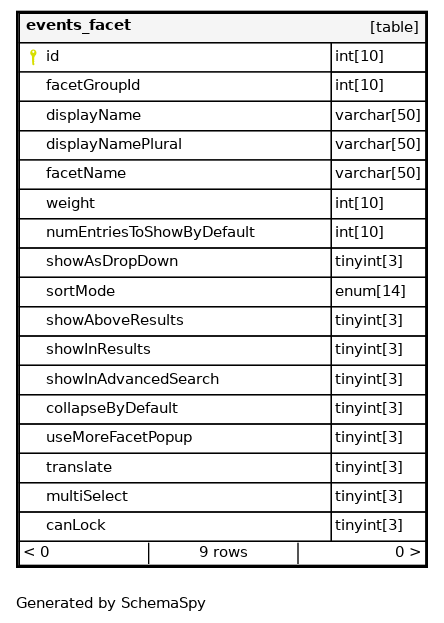 events_facet [table]
id int[10]
facetGroupId int[10]
displayName varchar[50]
displayNamePlural varchar[50]
facetName varchar[50]
weight int[10]
numEntriesToShowByDefault int[10]
showAsDropDown tinyint[3]
sortMode enum[14]
showAboveResults tinyint[3]
showInResults tinyint[3]
showInAdvancedSearch tinyint[3]
collapseByDefault tinyint[3]
useMoreFacetPopup tinyint[3]
translate tinyint[3]
multiSelect tinyint[3]
canLock tinyint[3]
< 0 9 rows 0 >
Generated by SchemaSpy